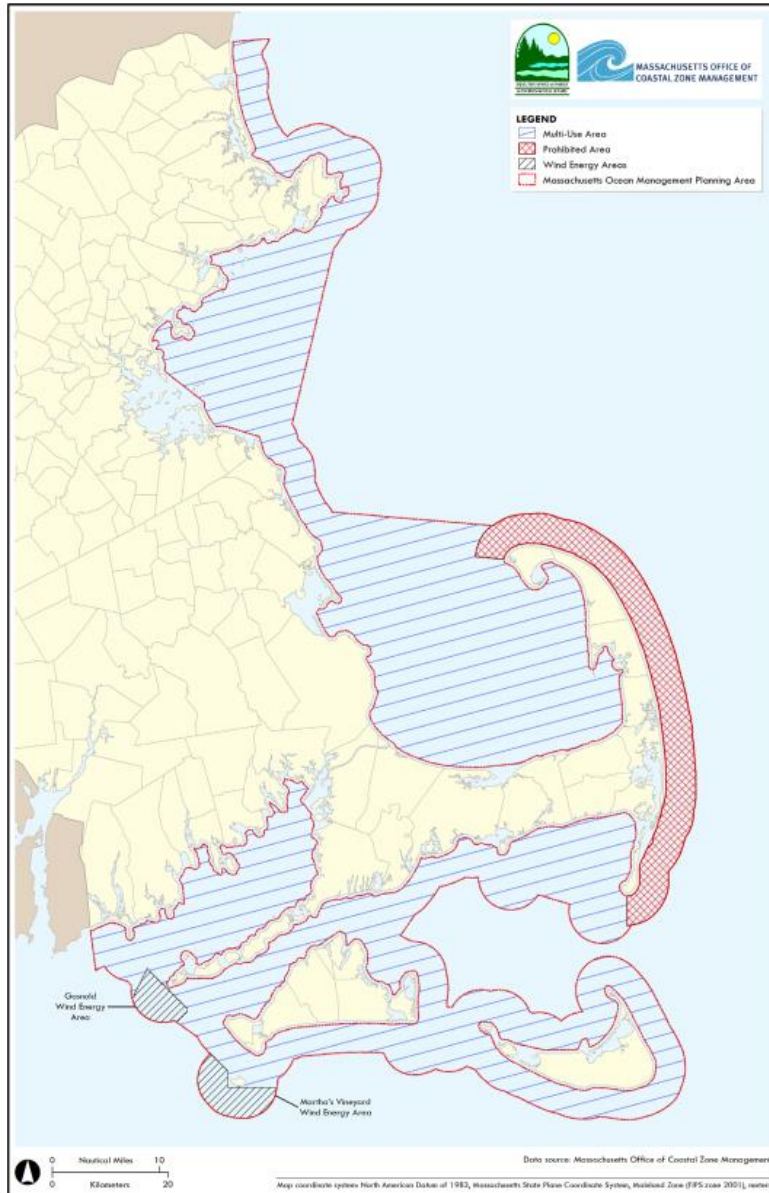 MASSACHUSETTS OFFICE OF
COASTAL ZONE MANAGEMENT
LEGEND
Multi-Use Area
Prohibited Area
Wind Energy Areas
Massachusetts Ocean Management Planning Area
Gosnold
Wind Energy
Area
Martha's Vineyard
Wind Energy Area
0 Nautical Miles 10
0 Kilometers 20
Data source: Massachusetts Office of Coastal Zone Management
Map coordinate system: North American Datum of 1983, Massachusetts State Plane Coordinate System, Mainland Zone (FIPS zone 2001), meters